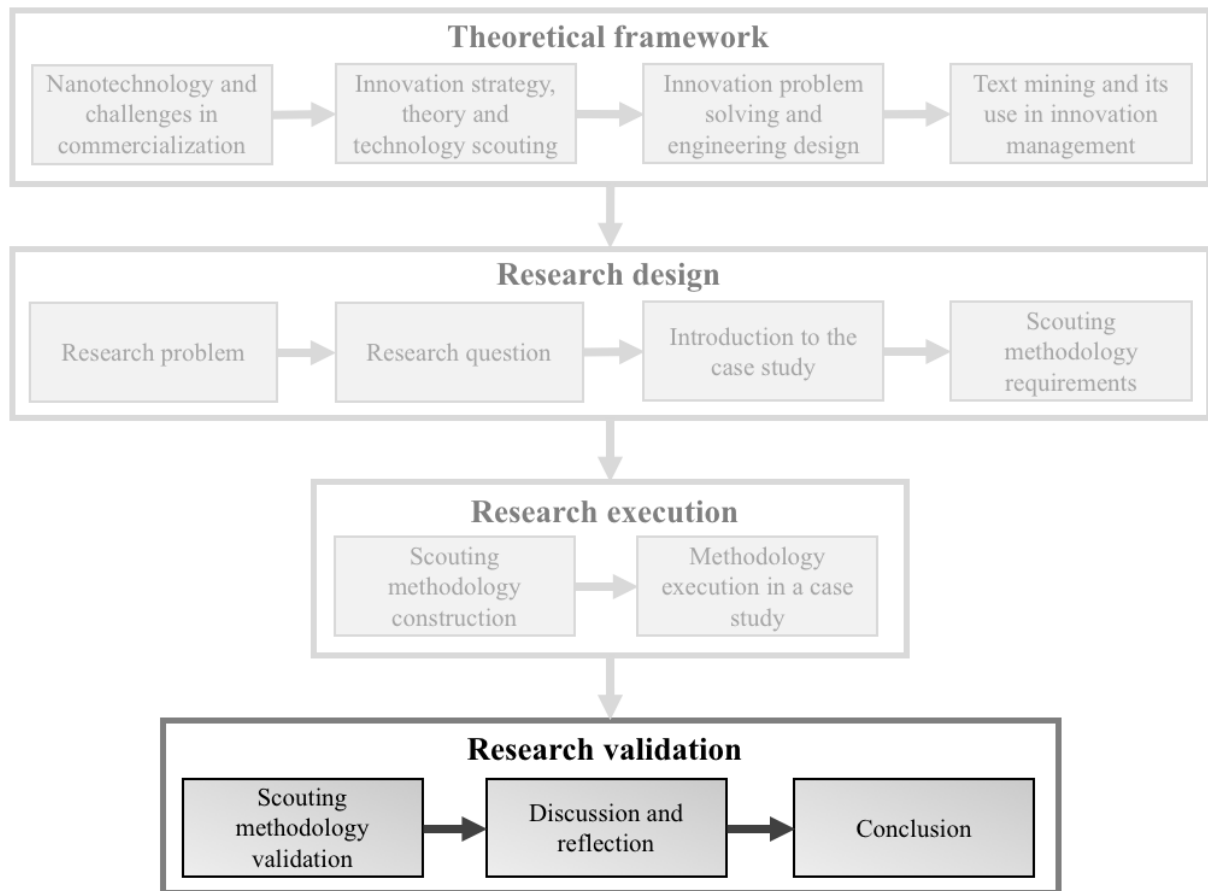 Theoretical framework
Nanotechnology and
challenges in
commercialization
Innovation strategy,
theory and
technology scouting
Innovation problem
solving and
engineering design
Text mining and its
use in innovation
management
Research design
Research problem
Research question
Introduction to the
case study
Scouting
methodology
requirements
Research execution
Scouting
methodology
construction
Methodology
execution in a case
study
Research validation
Scouting
methodology
validation
Discussion and
reflection
Conclusion